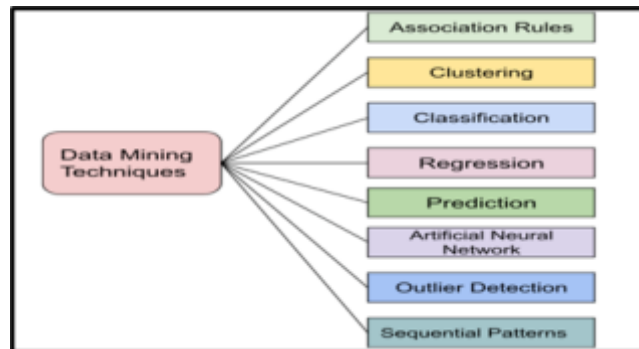 Association Rules
Clustering
Classification
Data Mining
Techniques
Regression
Prediction
Artificial Neural
Network
Outlier Detection
Sequential Patterns